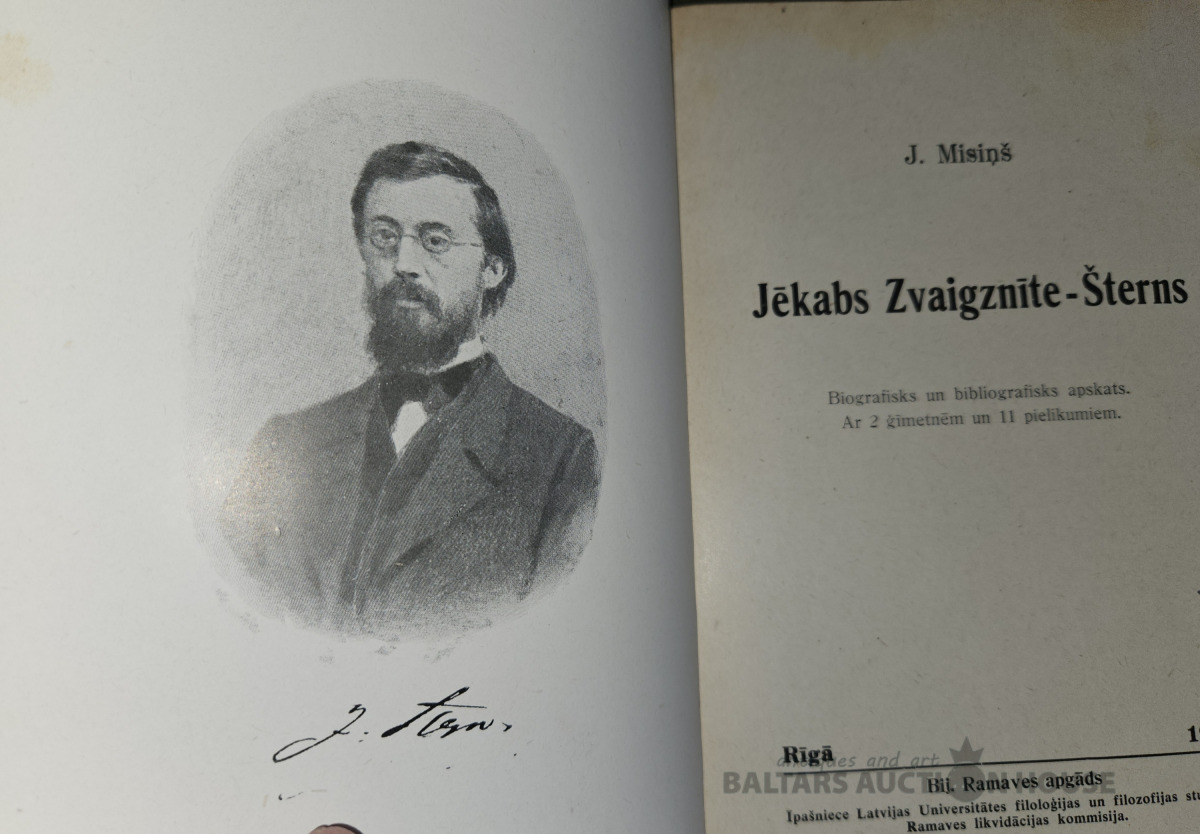 J. Stern.
J. Misiņš
Jēkabs Zvaigznīte-Šterns
Biografisks un bibliografisks apskats.
Ar 2 ģīmetnēm un 11 pielikumiem.
Rīgā
antiques and art
BALTARS AUCTION HOUSE
Bij. Ramaves apgāds
Īpašniece Latvijas Universitātes filoloģijas un filozofijas
Ramaves likvidācijas kommisija.